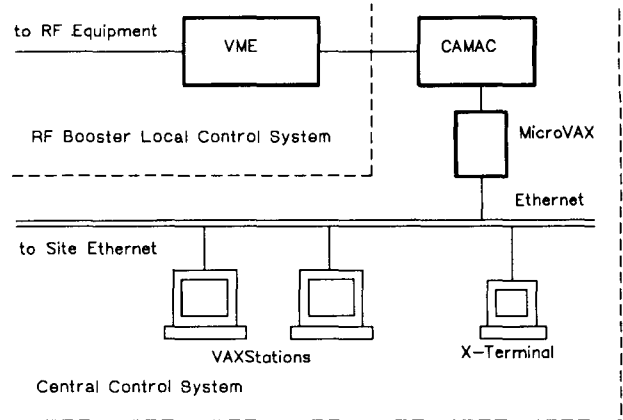 to RF Equipment
VME
CAMAC
RF Booster Local Control System
MicroVAX
Ethernet
to Site Ethernet
VAXStations
X-Terminal
Central Control System